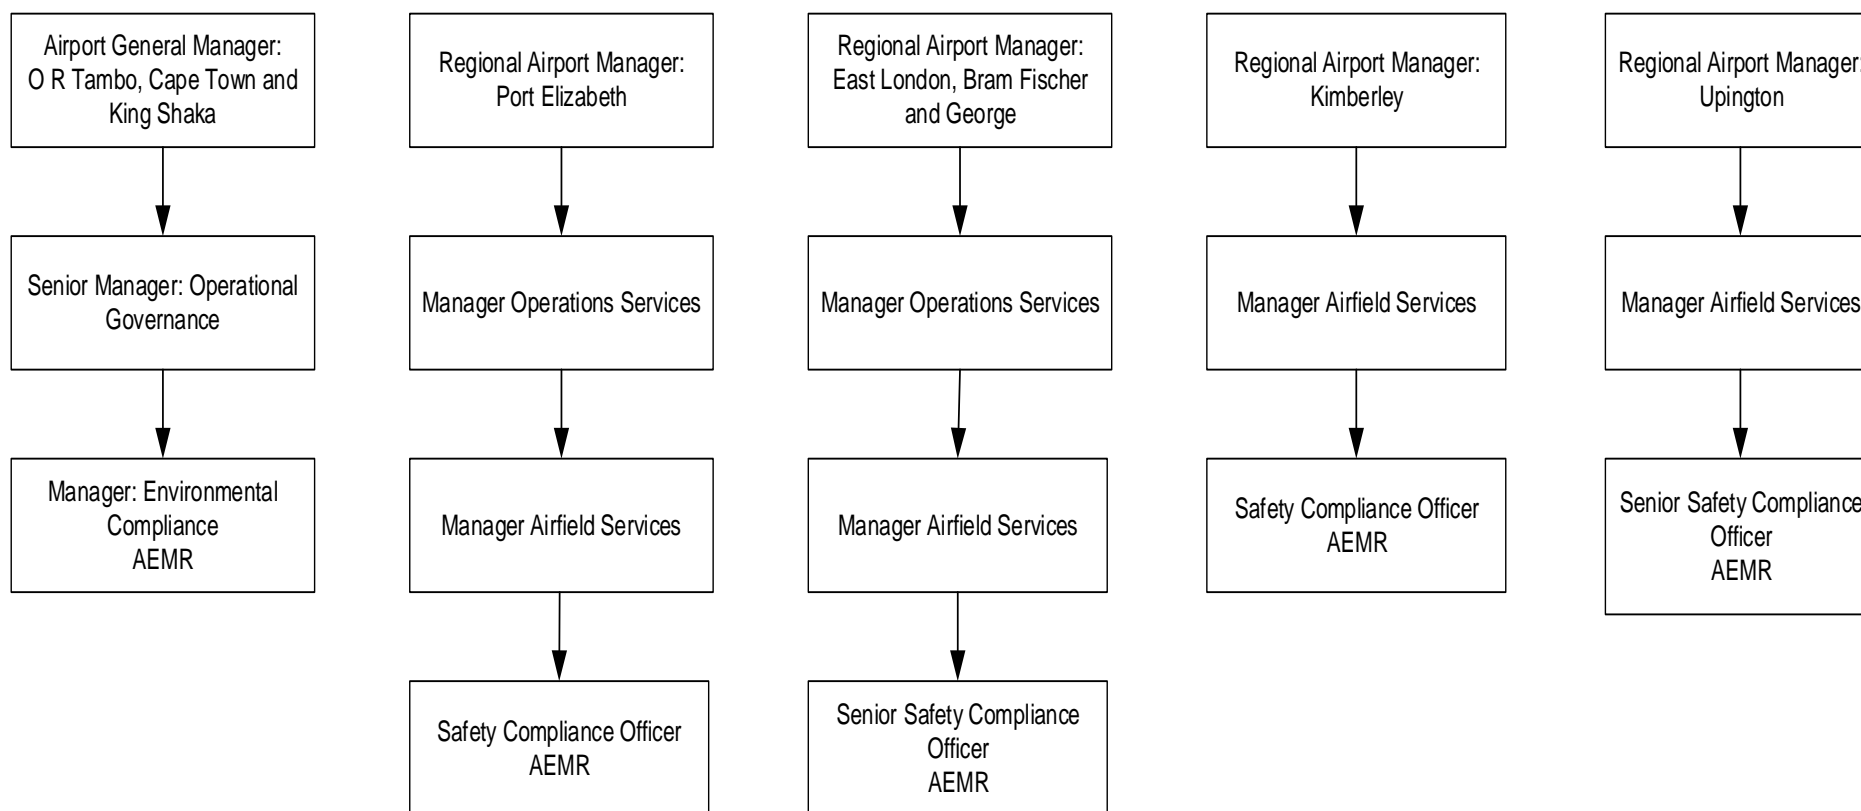 Airport General Manager:
O R Tambo, Cape Town and
King Shaka
Regional Airport Manager:
Port Elizabeth
Regional Airport Manager:
East London, Bram Fischer
and George
Regional Airport Manager:
Kimberley
Regional Airport Manager:
Upington
Senior Manager: Operational
Governance
Manager Operations Services
Manager Operations Services
Manager Airfield Services
Manager Airfield Services
Manager: Environmental
Compliance
AEMR
Manager Airfield Services
Manager Airfield Services
Safety Compliance Officer
AEMR
Senior Safety Compliance
Officer
AEMR
Safety Compliance Officer
AEMR
Senior Safety Compliance
Officer
AEMR